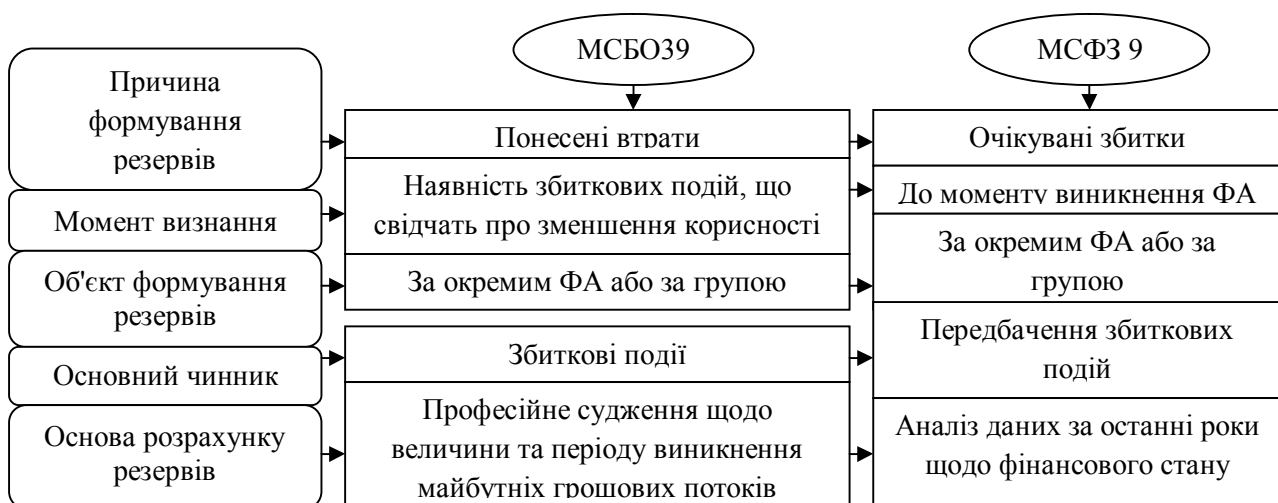 МСБО39
МСФЗ 9
Причина
формування
резервів
Понесені втрати
Очікувані збитки
Момент визнання
Наявність збиткових подій, що
свідчать про зменшення корисності
До моменту виникнення ФА
Об'єкт формування
резервів
За окремим ФА або за групою
За окремим ФА або за
групою
Основний чинник
Збиткові події
Передбачення збиткових
подій
Основа розрахунку
резервів
Професійне судження щодо
величини та періоду виникнення
майбутніх грошових потоків
Аналіз даних за останні роки
щодо фінансового стану